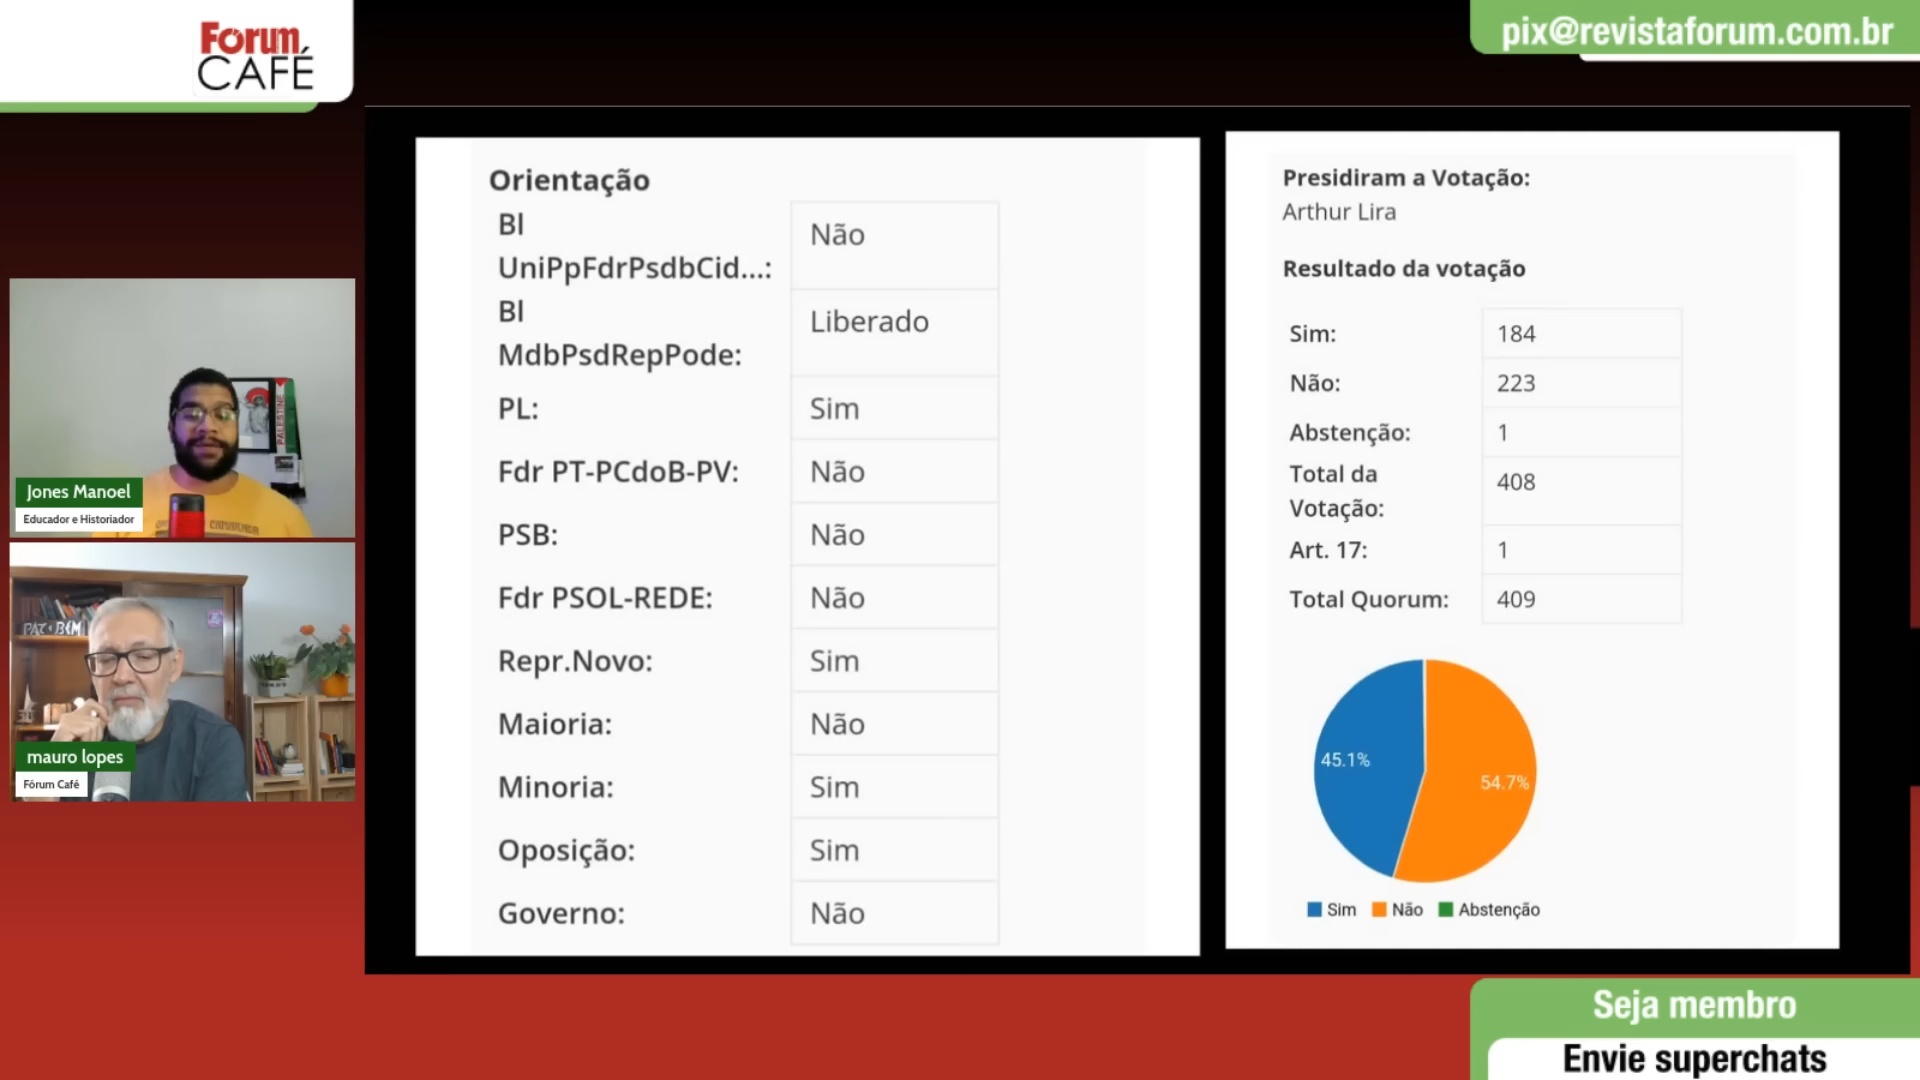 Forum
CAFÉ
pix@revistaforum.com.br
Orientação
Bl
UniPpFdrPsdbCid...:
Não
Bl
MdbPsdRepPode:
Liberado
PL:
Sim
Fdr PT-PCdoB-PV:
Não
PSB:
Não
Fdr PSOL-REDE:
Não
Repr.Novo:
Sim
Maioria:
Não
Minoria:
Sim
Oposição:
Sim
Governo:
Não
Presidiram a Votação:
Arthur Lira
Resultado da votação
Sim:
184
Não:
223
Abstenção:
1
Total da
Votação:
408
Art. 17:
1
Total Quorum:
409
45.1%
54.7%
Sim
Não
Abstenção
PALESTINE
Jones Manoel
Educador e Historiador
PAZ·BEM
mauro lopes
Fórum Café
Seja membro
Envie superchats